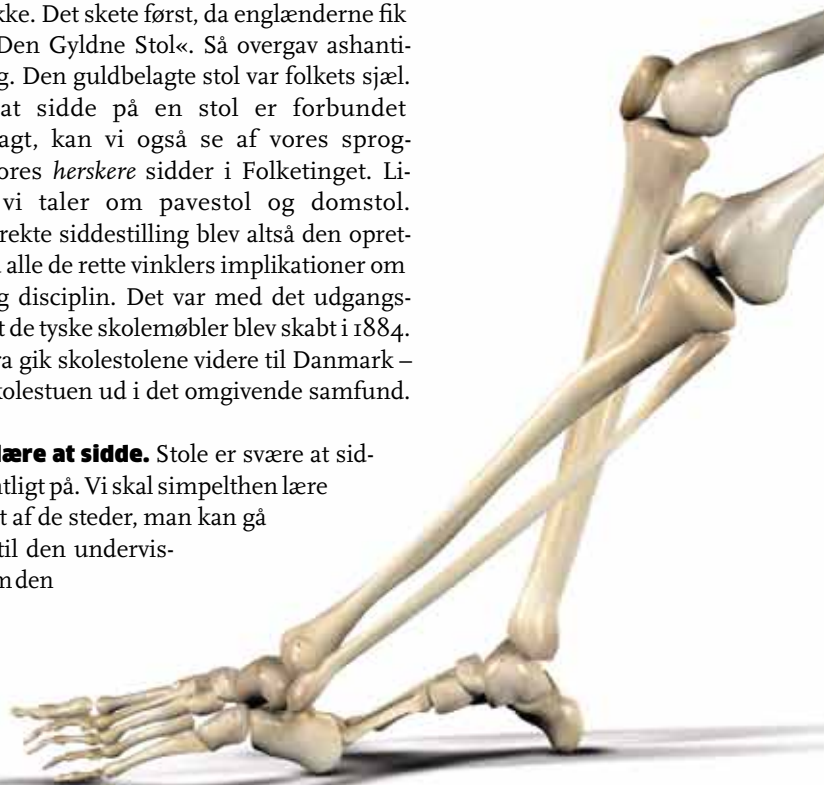 kke. Det skete først, da englænderne fik
Den Gyldne Stol«. Så overgav ashanti-
g. Den guldbelagte stol var folkets sjæl.
at sidde på en stol er forbundet
agt, kan vi også se af vores sprog-
ores herskere sidder i Folketinget. Li-
vi taler om pavestol og domstol.
rekte siddestilling blev altså den opret-
alle de rette vinklers implikationer om
g disciplin. Det var med det udgangs-
t de tyske skolemøbler blev skabt i 1884.
ra gik skolestolene videre til Danmark –
kolestuen ud i det omgivende samfund.
lære at sidde. Stole er svære at sid-
ntligt på. Vi skal simpelthen lære
t af de steder, man kan gå
til den undervis-
m den